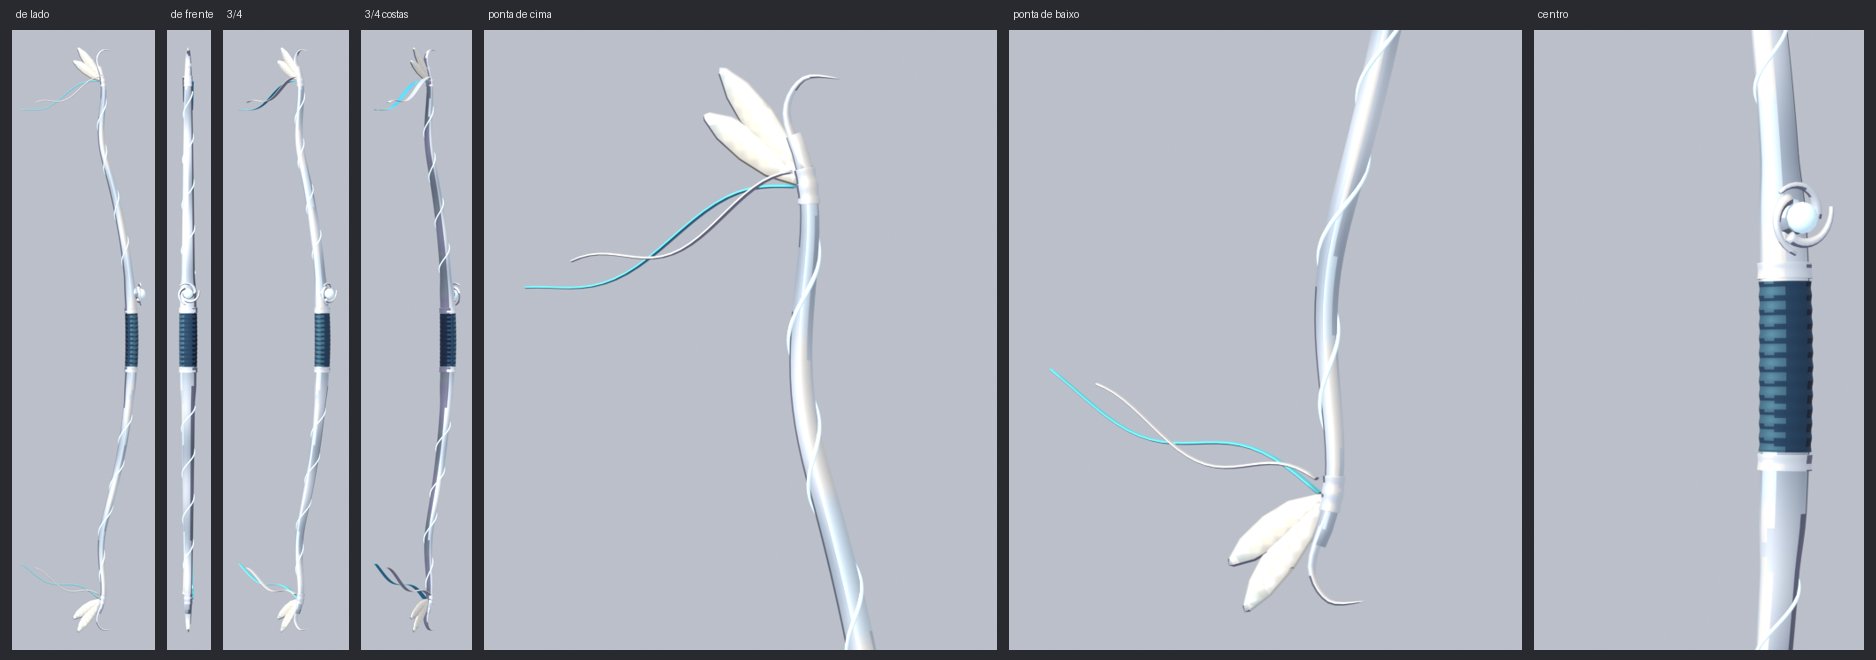 de lado
de frente
3/4
3/4 costas
ponta de cima
ponta de baixo
centro